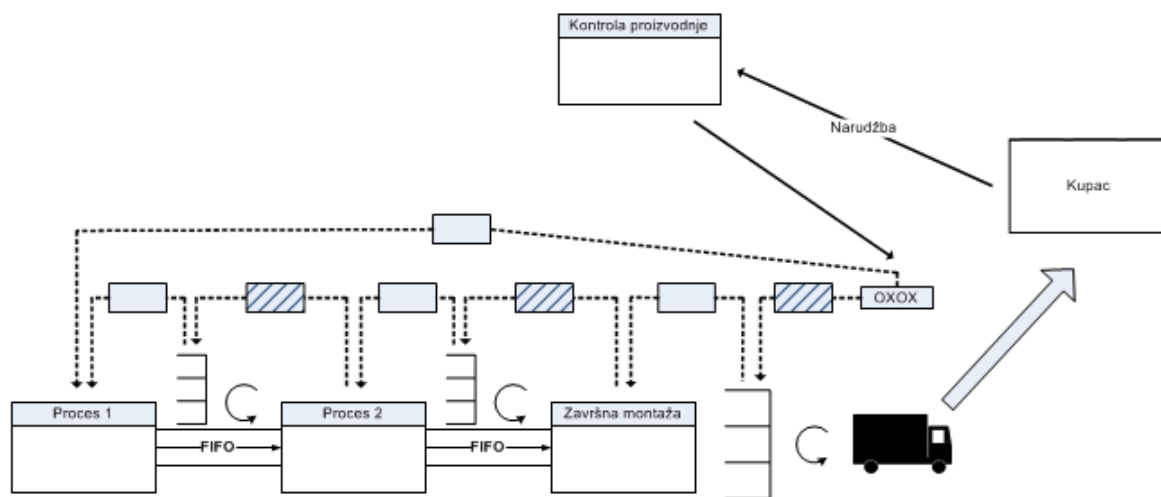 Kontrola proizvodnje
Narudžba
Kupac
OXOX
Proces 1
FIFO
Proces 2
FIFO
Završna montaža